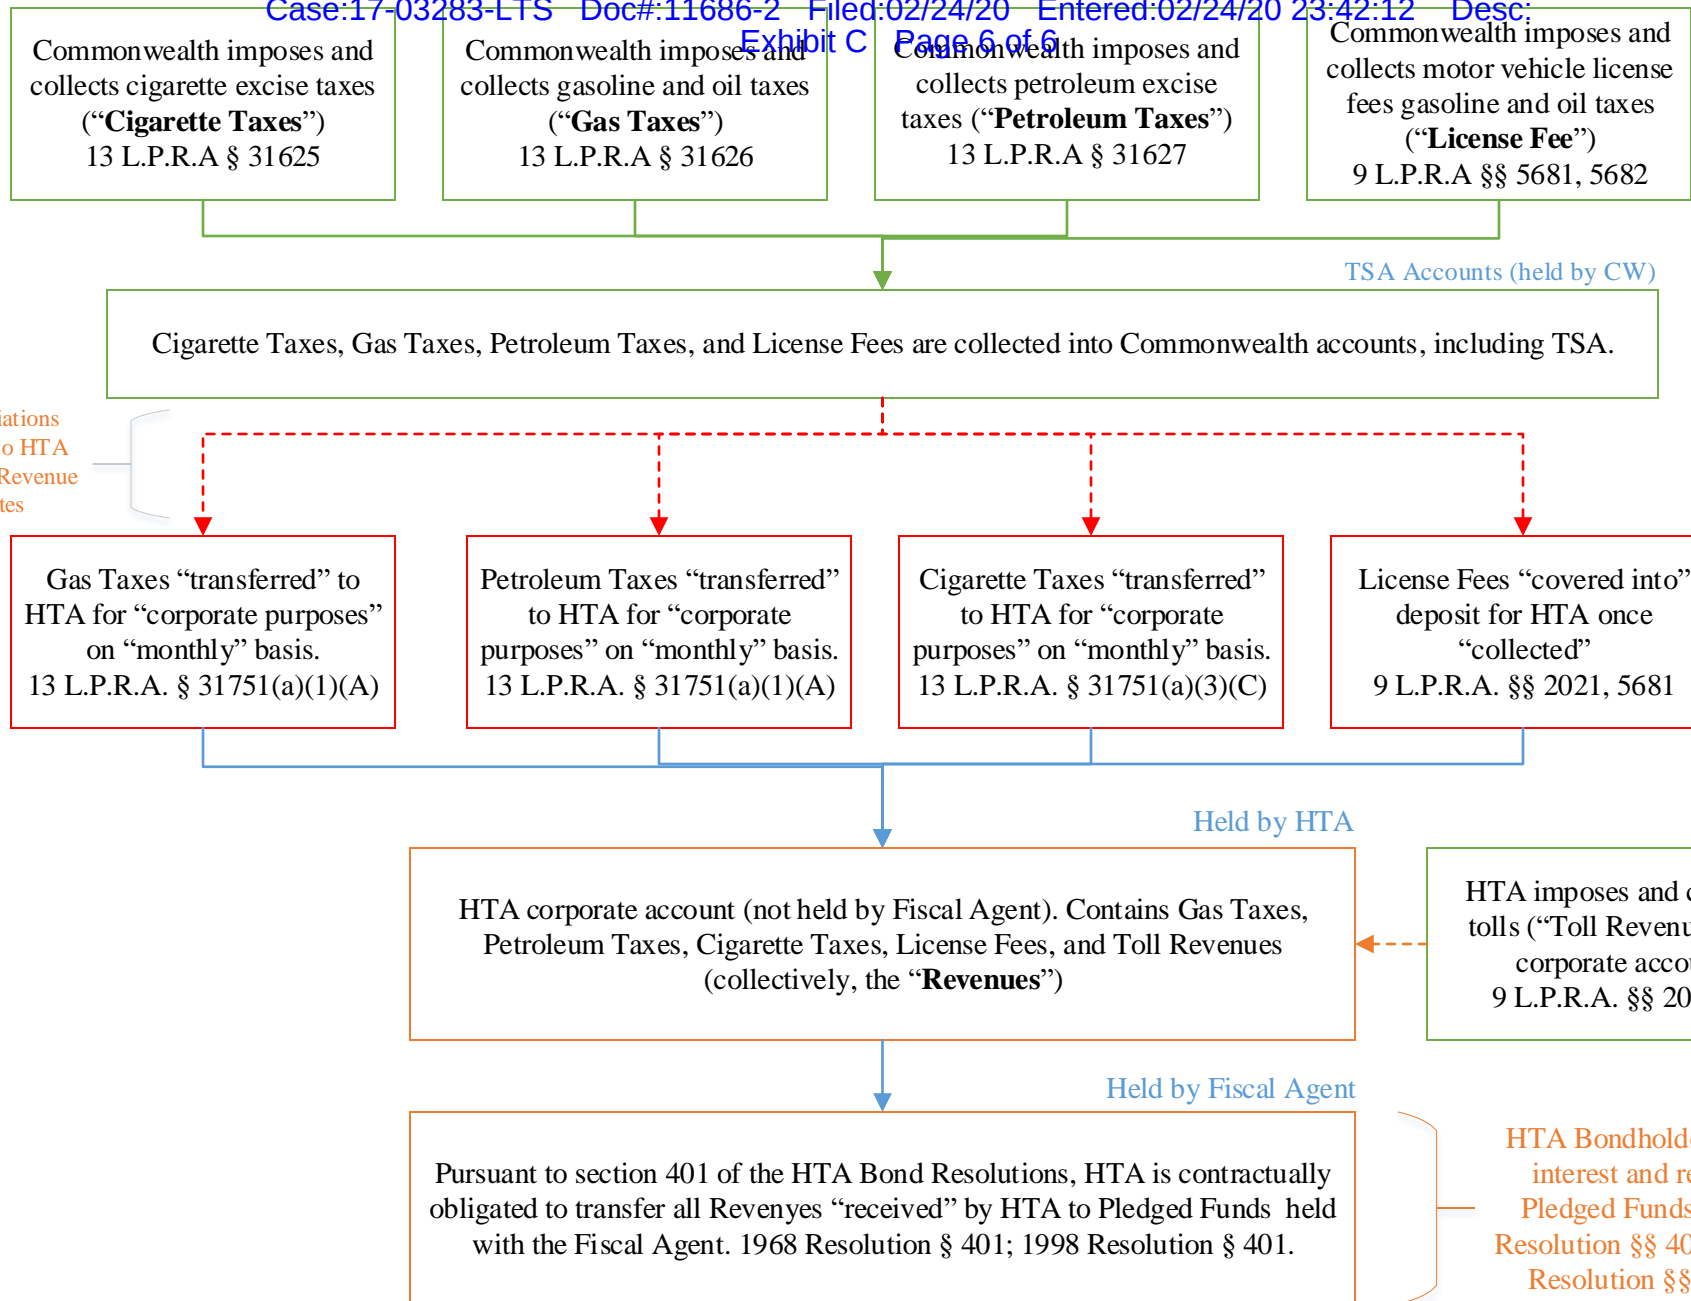 Case:17-03283-LTS Doc#:11686-2 Filed:02/24/20 Entered:02/24/20 23:42:12 Desc:
Exhibit C Page 6 of 6
Commonwealth imposes and
collects cigarette excise taxes
(“Cigarette Taxes”)
13 L.P.R.A § 31625
Commonwealth imposes and
collects gasoline and oil taxes
(“Gas Taxes”)
13 L.P.R.A § 31626
Commonwealth imposes and
collects petroleum excise
taxes (“Petroleum Taxes”)
13 L.P.R.A § 31627
Commonwealth imposes and
collects motor vehicle license
fees gasoline and oil taxes
(“License Fee”)
9 L.P.R.A §§ 5681, 5682
TSA Accounts (held by CW)
Cigarette Taxes, Gas Taxes, Petroleum Taxes, and License Fees are collected into Commonwealth accounts, including TSA.
iations
o HTA
Revenue
tes
Gas Taxes “transferred” to
HTA for “corporate purposes”
on “monthly” basis.
13 L.P.R.A. § 31751(a)(1)(A)
Petroleum Taxes “transferred”
to HTA for “corporate
purposes” on “monthly” basis.
13 L.P.R.A. § 31751(a)(1)(A)
Cigarette Taxes “transferred”
to HTA for “corporate
purposes” on “monthly” basis.
13 L.P.R.A. § 31751(a)(3)(C)
License Fees “covered into”
deposit for HTA once
“collected”
9 L.P.R.A. §§ 2021, 5681
Held by HTA
HTA corporate account (not held by Fiscal Agent). Contains Gas Taxes,
Petroleum Taxes, Cigarette Taxes, License Fees, and Toll Revenues
(collectively, the “Revenues”)
HTA imposes and
tolls (“Toll Revenu
corporate accou
9 L.P.R.A. §§ 20
Held by Fiscal Agent
Pursuant to section 401 of the HTA Bond Resolutions, HTA is contractually
obligated to transfer all Revenyes “received” by HTA to Pledged Funds held
with the Fiscal Agent. 1968 Resolution § 401; 1998 Resolution § 401.
HTA Bondhold
interest and re
Pledged Funds
Resolution §§ 40
Resolution §§